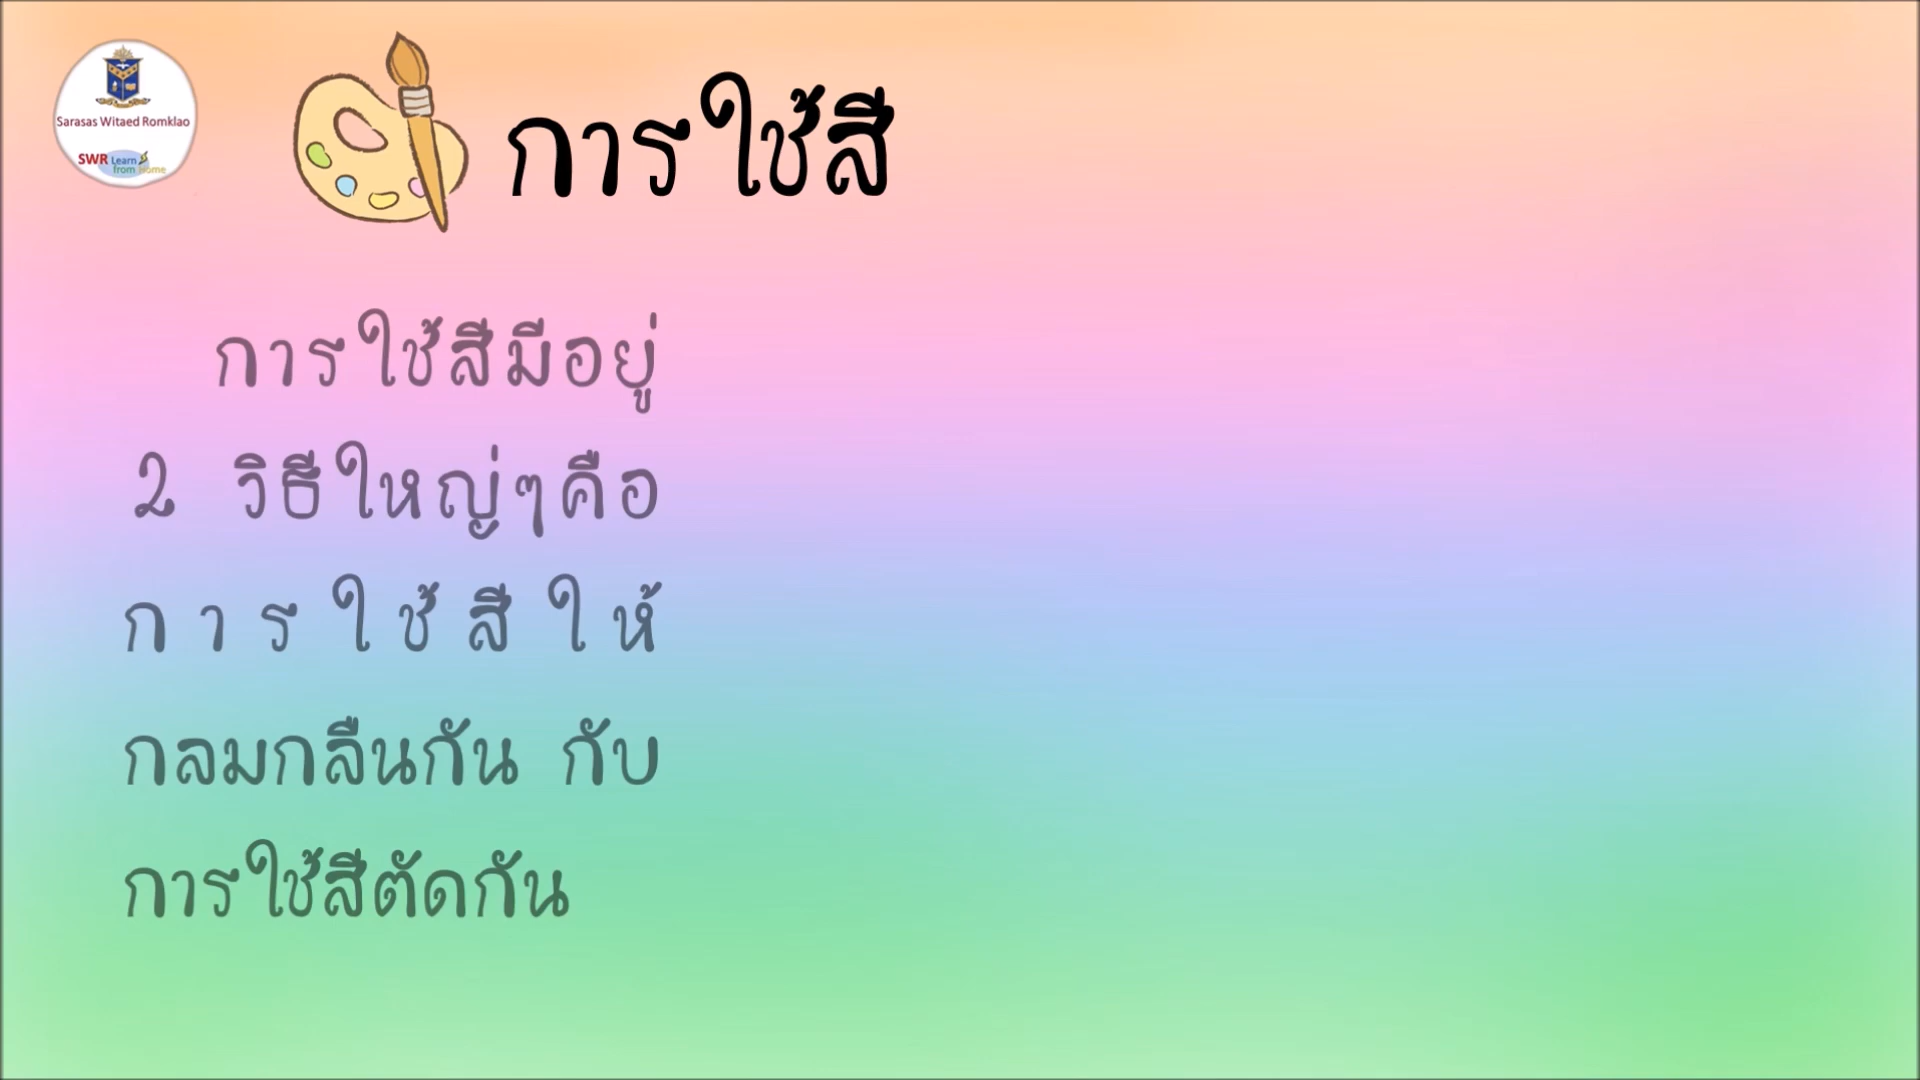 Sarasas Witaed Romklao
SWR Learn
from Home
การใช้สี
การใช้สีมีอยู่
2 วิธีใหญ่ๆคือ
การใช้สีให้
กลมกลืนกัน กับ
การใช้สีตัดกัน